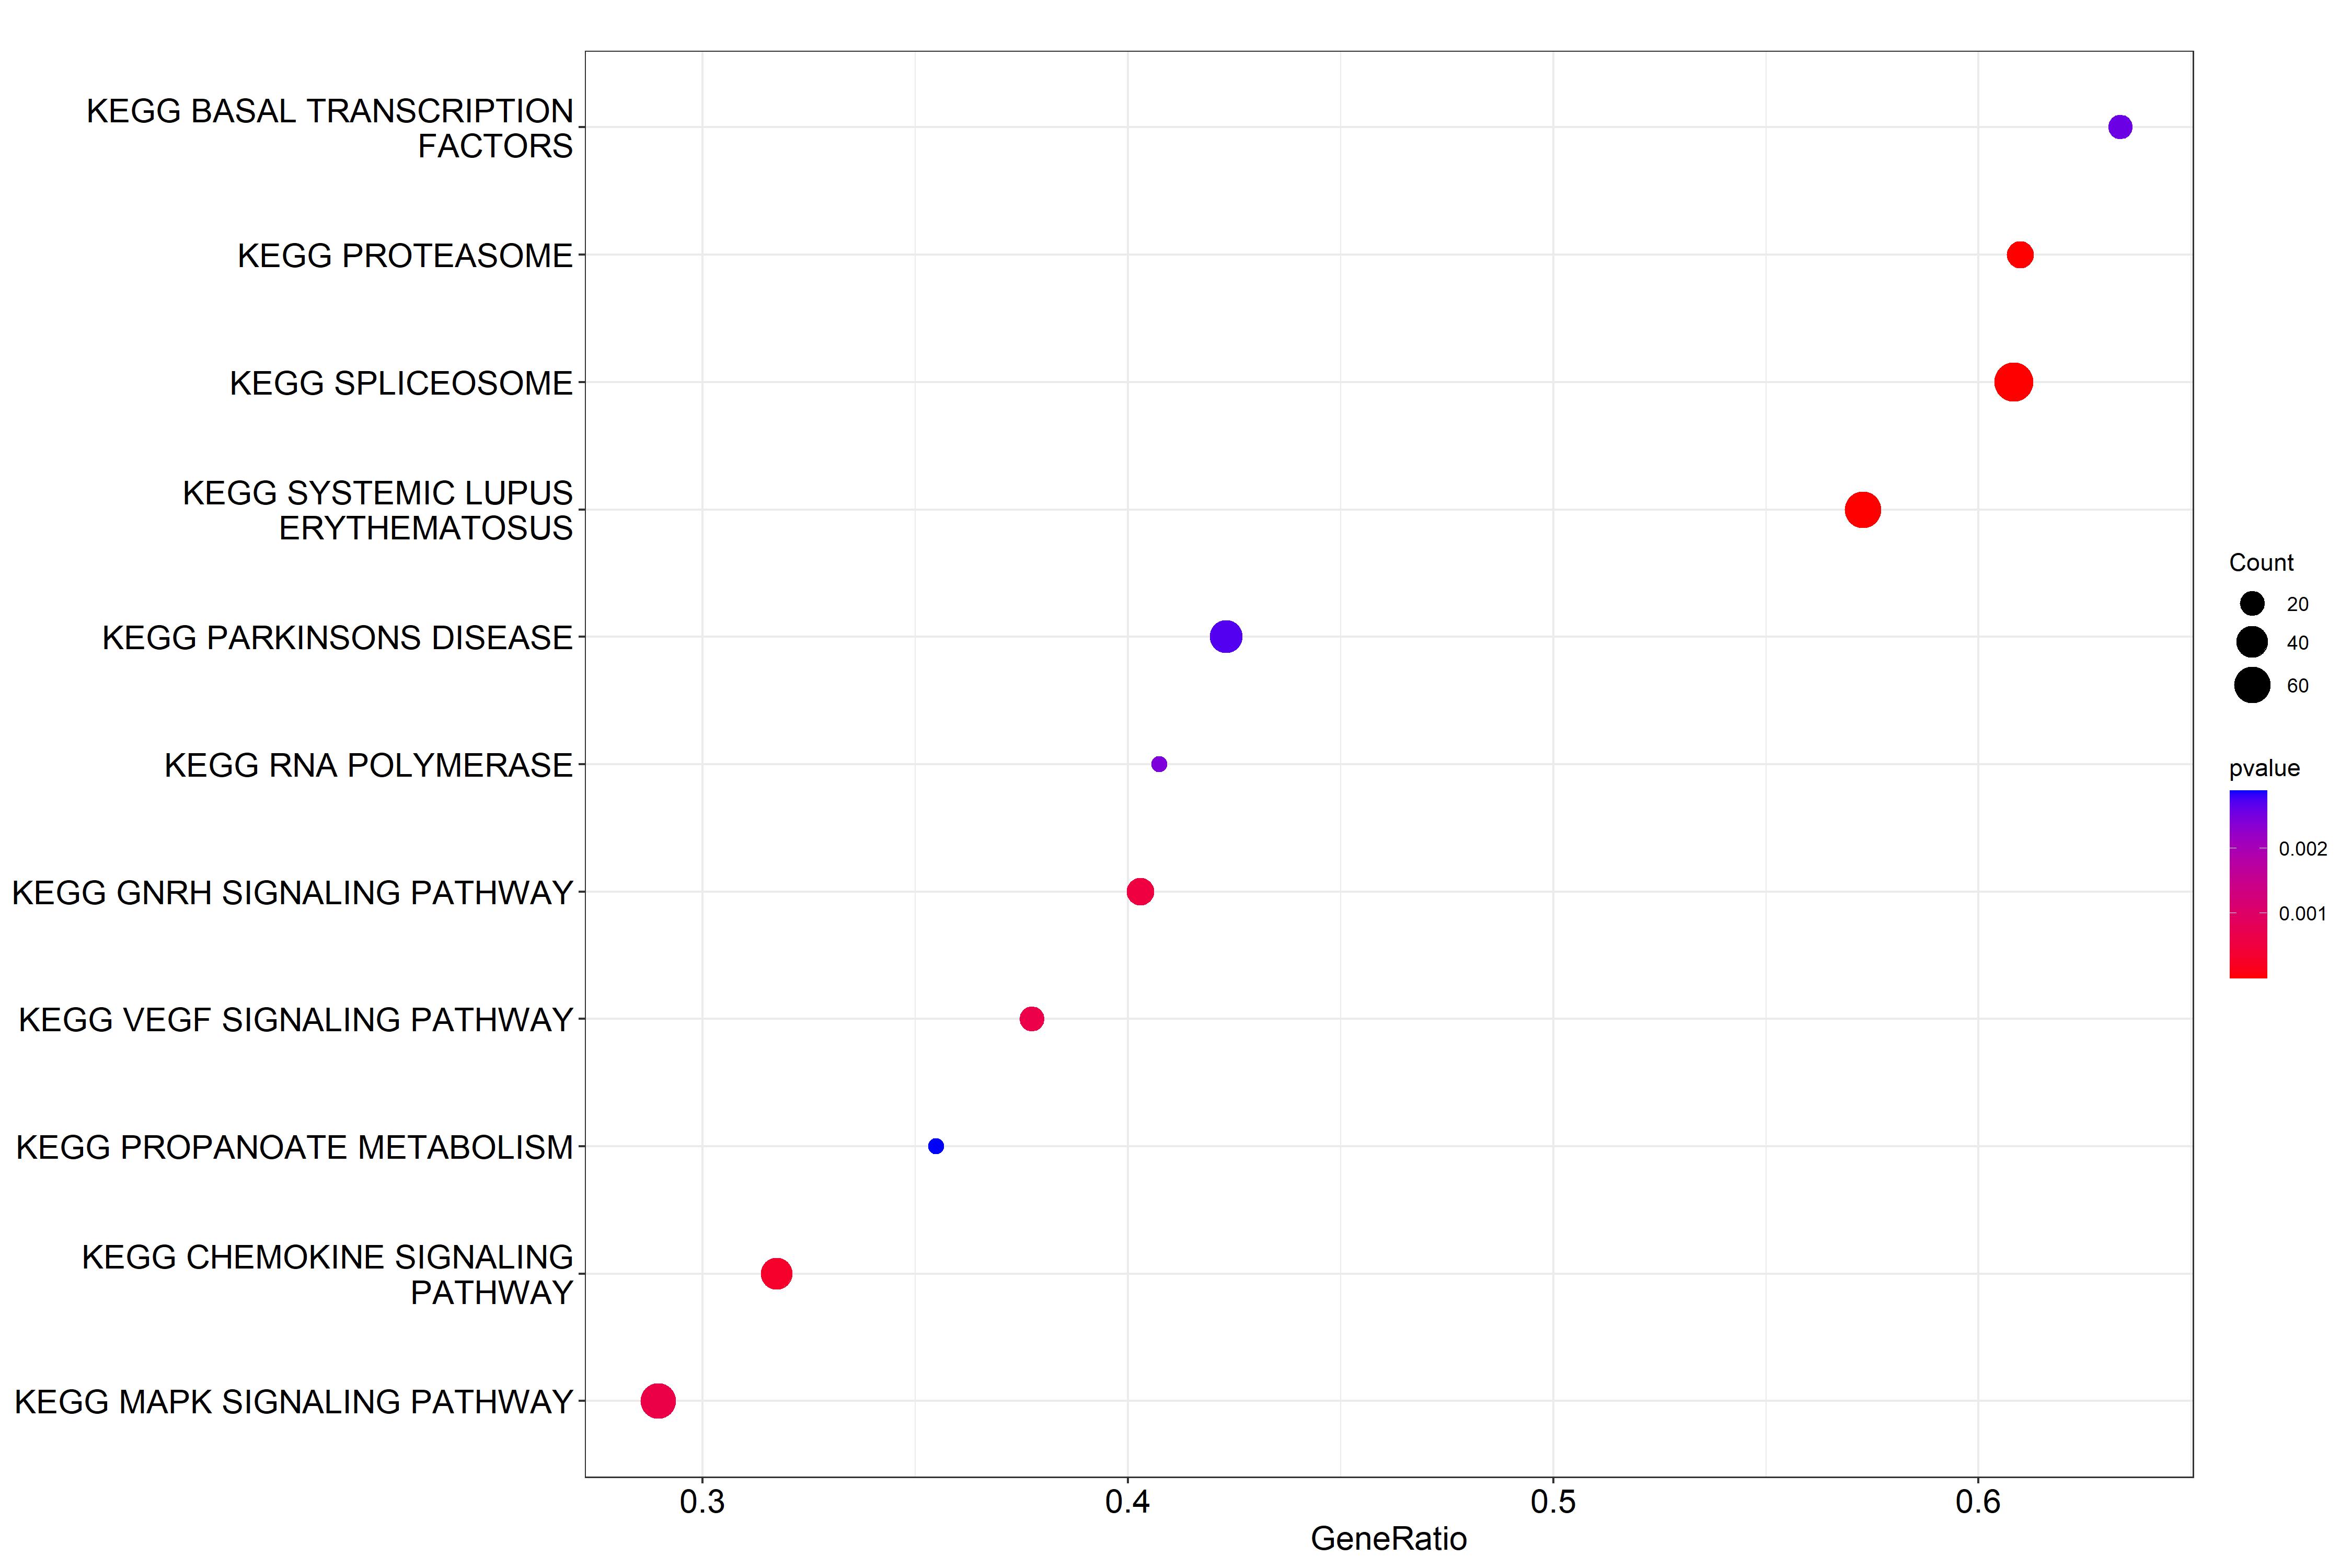 KEGG BASAL TRANSCRIPTION
FACTORS
KEGG PROTEASOME
KEGG SPLICEOSOME
KEGG SYSTEMIC LUPUS
ERYTHEMATOSUS
KEGG PARKINSONS DISEASE
KEGG RNA POLYMERASE
KEGG GNRH SIGNALING PATHWAY
KEGG VEGF SIGNALING PATHWAY
KEGG PROPANOATE METABOLISM
KEGG CHEMOKINE SIGNALING
PATHWAY
KEGG MAPK SIGNALING PATHWAY
0.3 0.4 0.5 0.6
GeneRatio
Count
20
40
60
pvalue
0.002
0.001